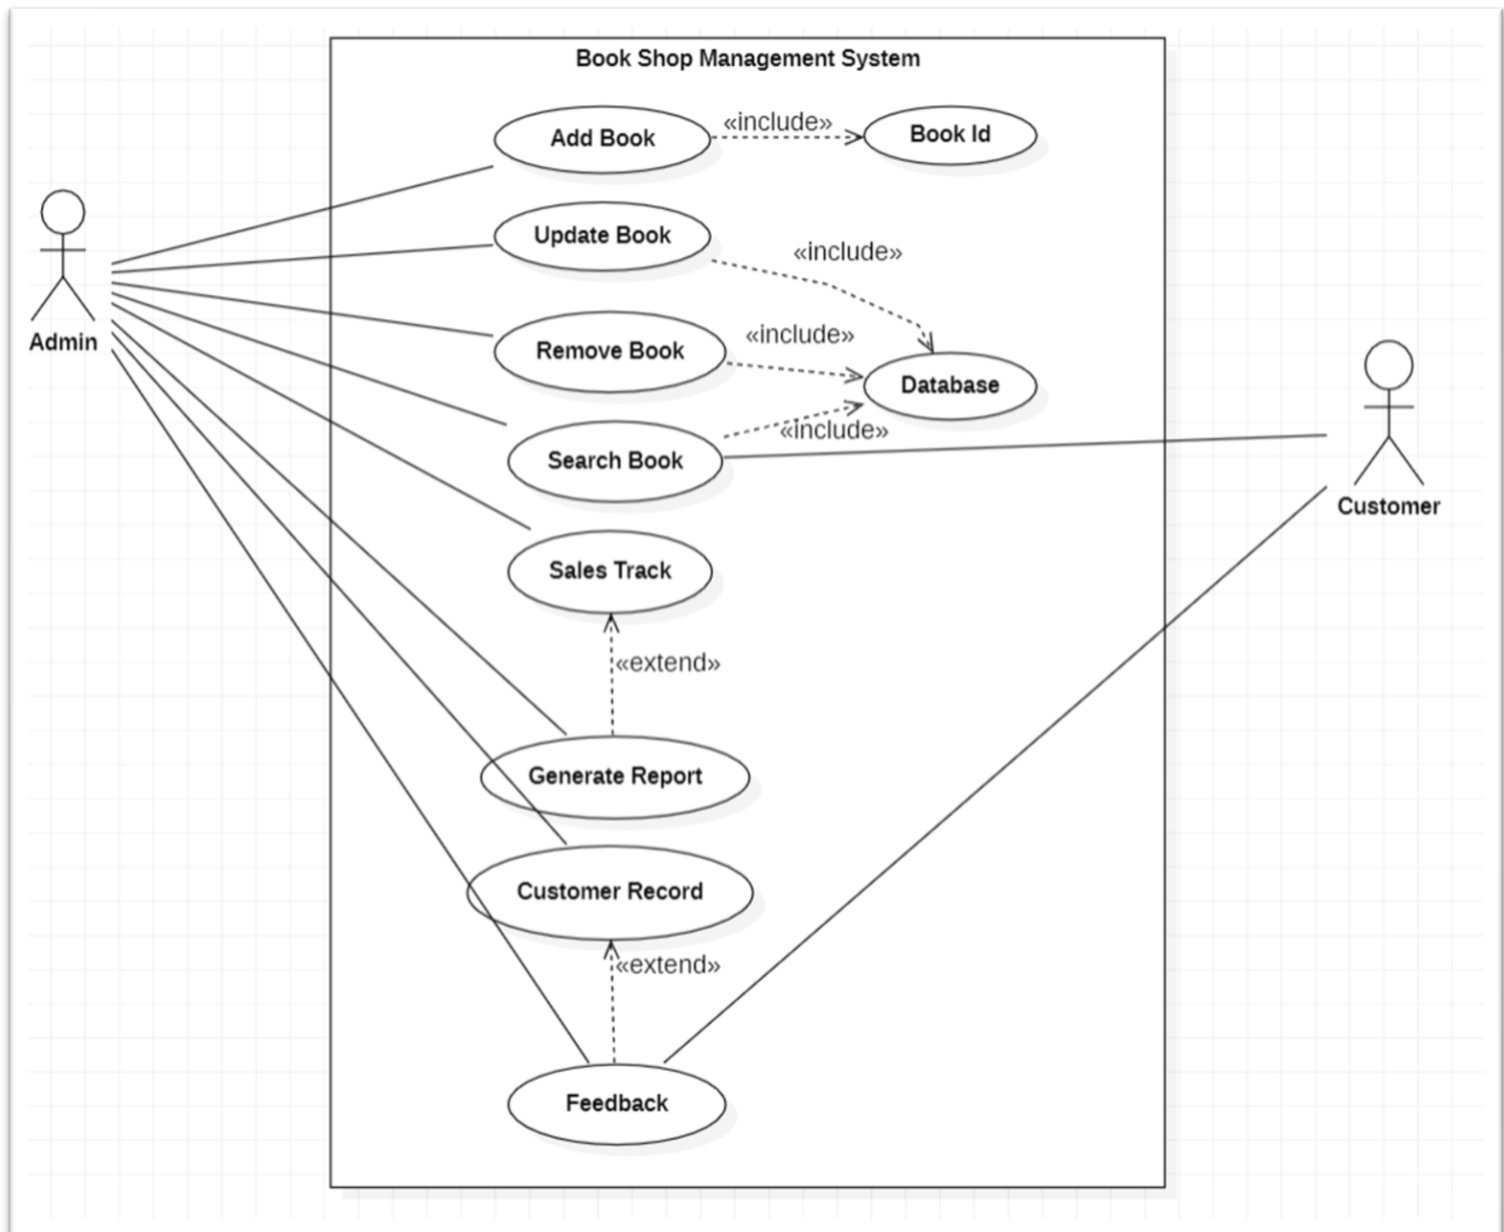 Book Shop Management System
Add Book
«include»
Book Id
Update Book
«include»
Admin
Remove Book
«include»
Database
Search Book
«include»
Customer
Sales Track
«extend»
Generate Report
Customer Record
«extend»
Feedback